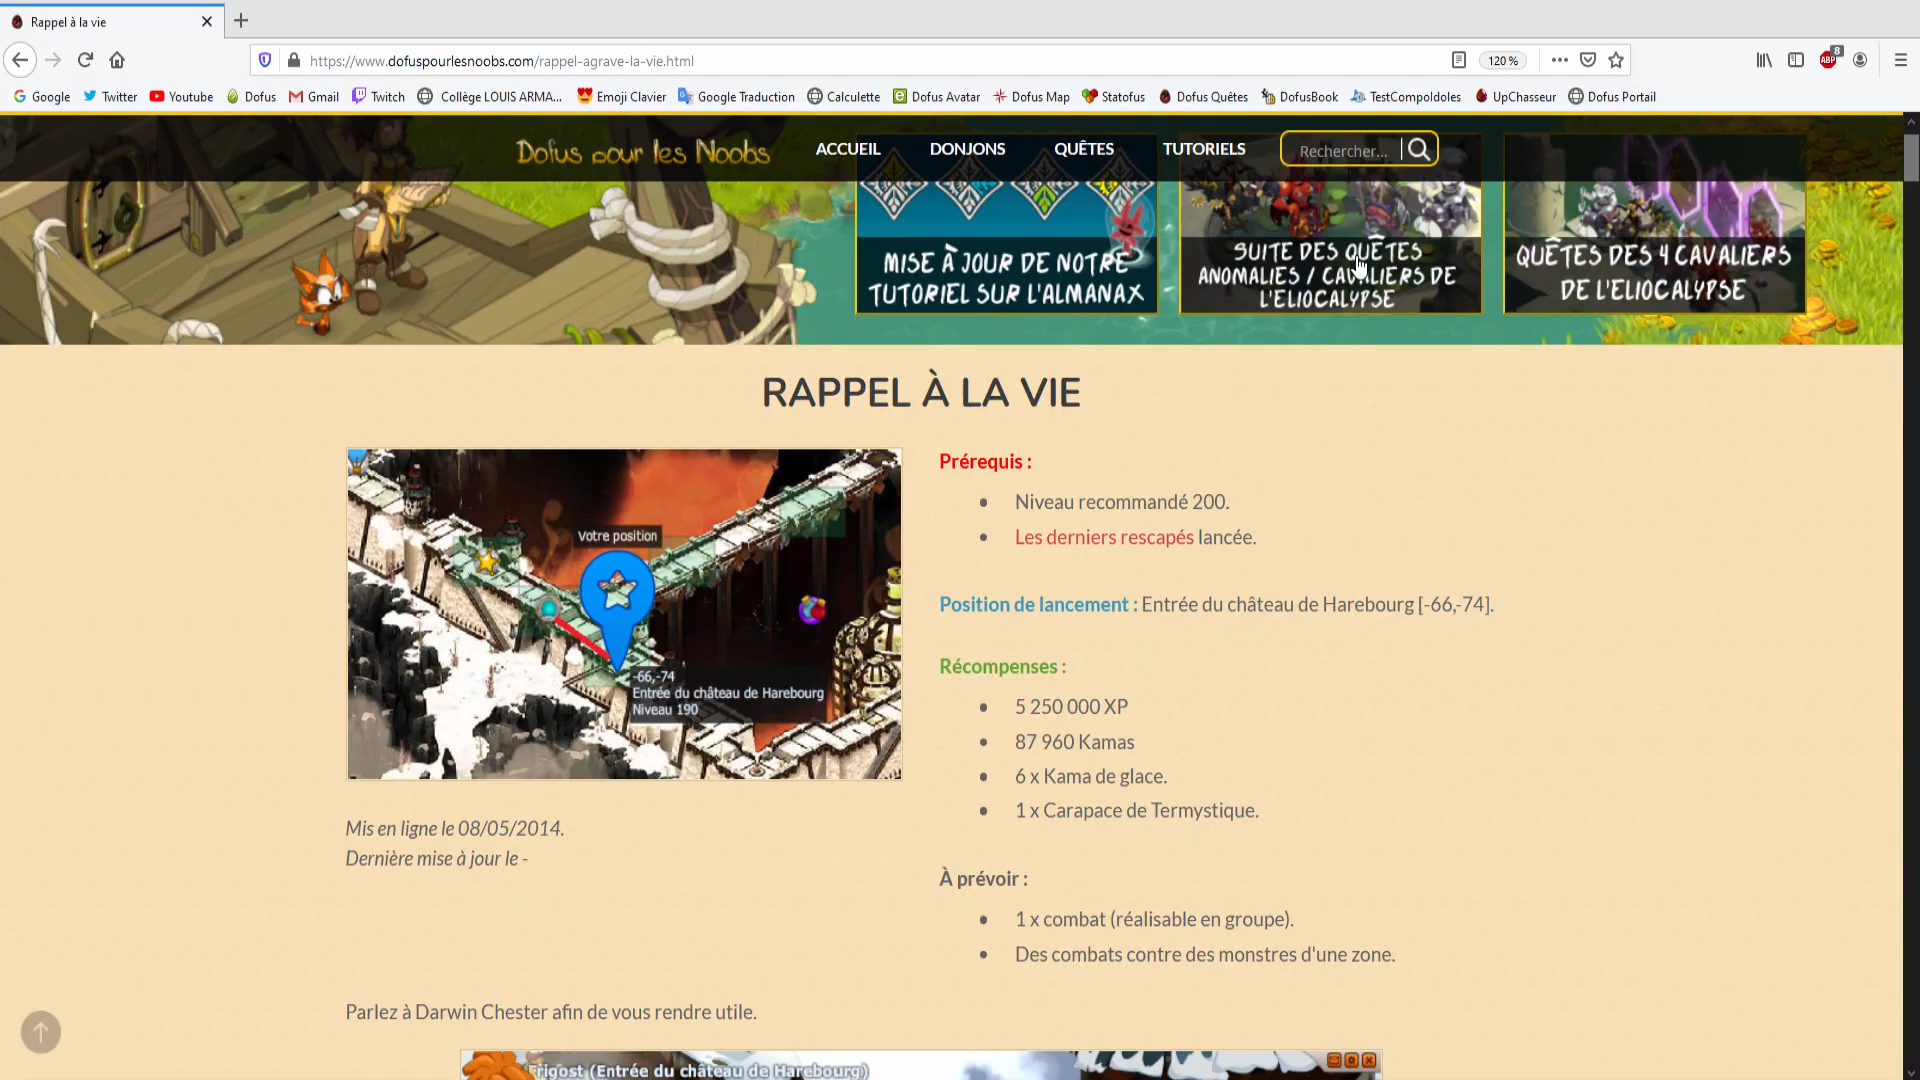 Rappel à la vie
https://www.dofuspourlesnoobs.com/rappel-agrave-la-vie.html
120 %
8
ABP
Google Twitter Youtube Dofus Gmail Twitch Collège LOUIS ARMA... Emoji Clavier Google Traduction Calculette Dofus Avatar Dofus Map Statofus Dofus Quêtes DofusBook TestCompoIdoles UpChasseur Dofus Portail
Dofus pour les Noobs
ACCUEIL DONJONS QUÊTES TUTORIELS Rechercher...
MISE À JOUR DE NOTRE
TUTORIEL SUR L'ALMANAX
SUITE DES QUÊTES
ANOMALIES / CAVALIERS DE
L'ELIOCALYPSE
QUÊTES DES 4 CAVALIERS
DE L'ELIOCALYPSE
RAPPEL À LA VIE
Votre position
-66,-74
Entrée du château de Harebourg
Niveau 190
Mis en ligne le 08/05/2014.
Dernière mise à jour le -
Prérequis :
Niveau recommandé 200.
Les derniers rescapés lancée.
Position de lancement : Entrée du château de Harebourg [-66,-74].
Récompenses :
5 250 000 XP
87 960 Kamas
6 x Kama de glace.
1 x Carapace de Termystique.
À prévoir :
1 x combat (réalisable en groupe).
Des combats contre des monstres d'une zone.
Parlez à Darwin Chester afin de vous rendre utile.
Frigost (Entrée du château de Harebourg)